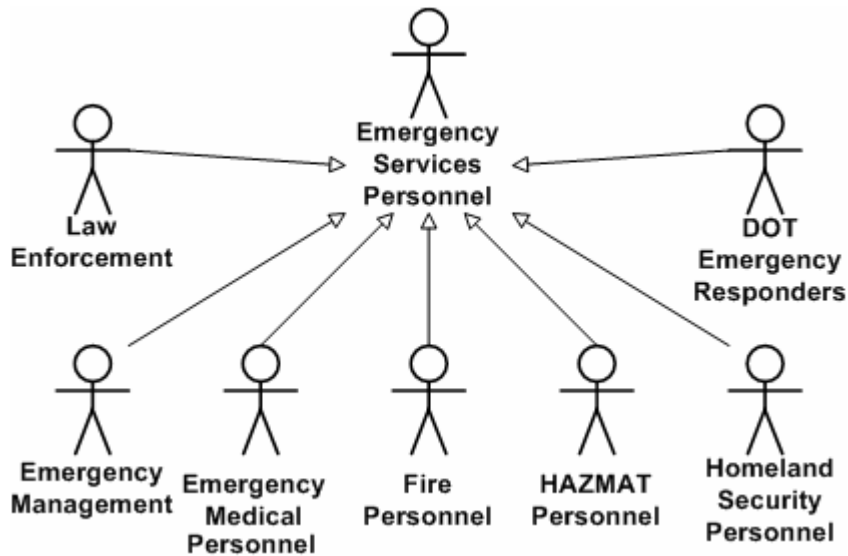 Emergency
Services
Personnel
Law
Enforcement
DOT
Emergency
Responders
Emergency
Management
Emergency
Medical
Personnel
Fire
Personnel
HAZMAT
Personnel
Homeland
Security
Personnel